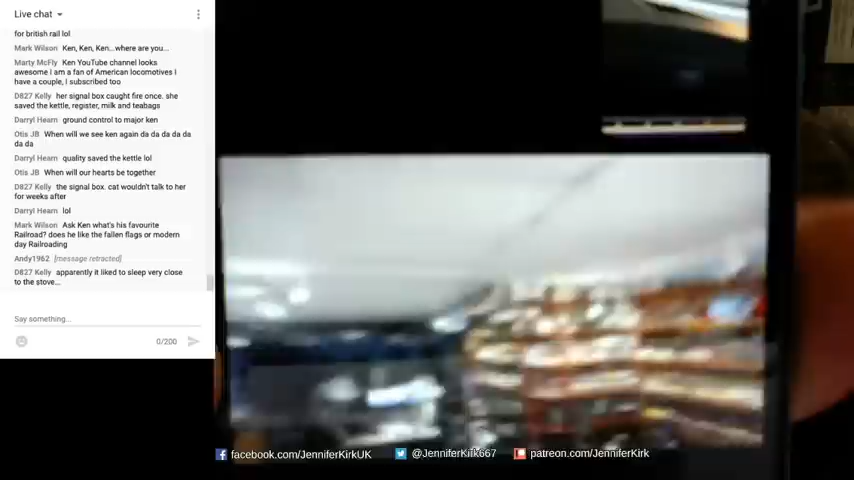 Live chat
for british rail lol
Mark Wilson Ken, Ken, Ken...where are you...
Marty McFly Ken YouTube channel looks
awesome I am a fan of American locomotives I
have a couple, I subscribed too
D827 Kelly her signal box caught fire once. she
saved the kettle, register, milk and teabags
Darryl Hearn ground control to major ken
Otis JB When will we see ken again da da da da da
da da
Darryl Hearn quality saved the kettle lol
Otis JB When will our hearts be together
D827 Kelly the signal box. cat wouldn't talk to her
for weeks after
Darryl Hearn lol
Mark Wilson Ask Ken what's his favourite
Railroad? does he like the fallen flags or modern
day Railroading
Andy1962 [message retracted]
D827 Kelly apparently it liked to sleep very close
to the stove...
Say something...
0/200
facebook.com/JenniferKirkUK @JenniferKirk667 patreon.com/JenniferKirk